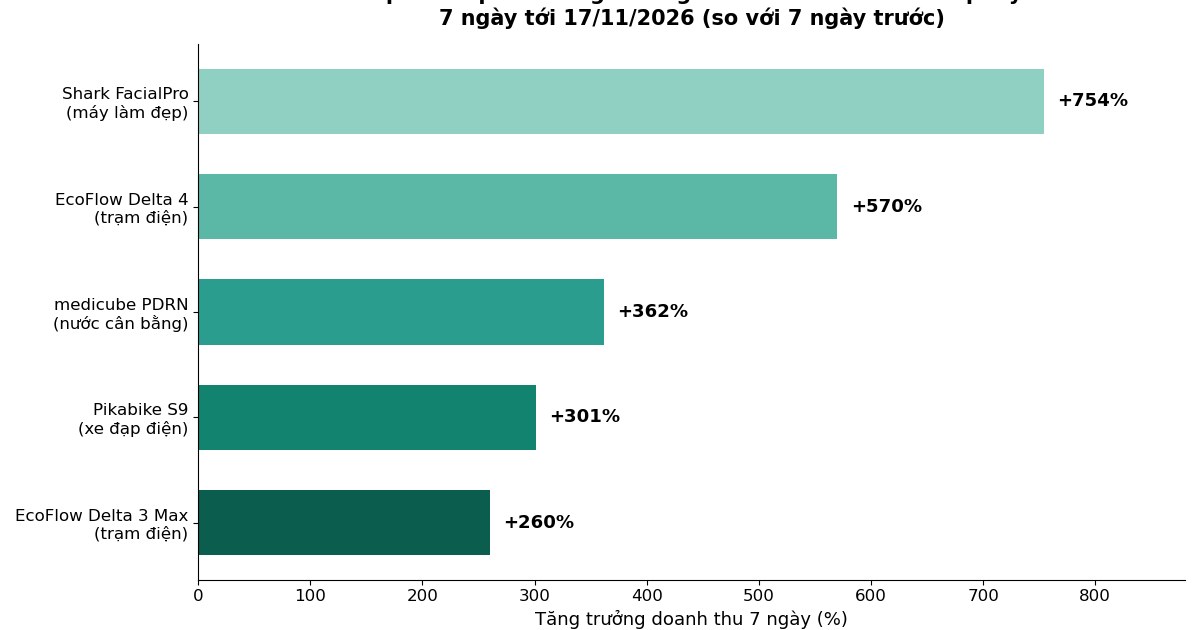 7 ngày tới 17/11/2026 (so với 7 ngày trước)
Shark FacialPro
(máy làm đẹp)
+754%
EcoFlow Delta 4
(trạm điện)
+570%
medicube PDRN
(nước cân bằng)
+362%
Pikabike S9
(xe đạp điện)
+301%
EcoFlow Delta 3 Max
(trạm điện)
+260%
0 100 200 300 400 500 600 700 800
Tăng trưởng doanh thu 7 ngày (%)